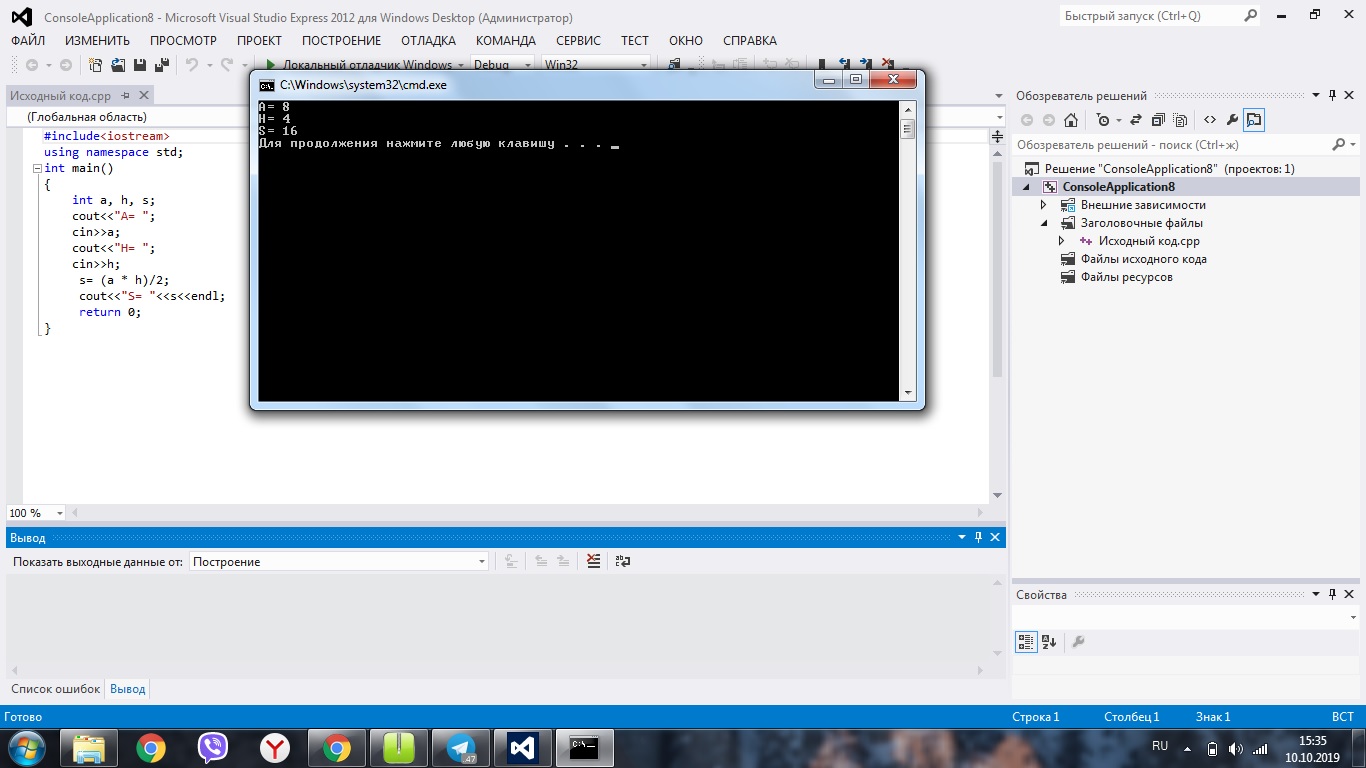 ConsoleApplication8 - Microsoft Visual Studio Express 2012 для Windows Desktop (Администратор)
Быстрый запуск (Ctrl+Q)
ФАЙЛ ИЗМЕНИТЬ ПРОСМОТР ПРОЕКТ ПОСТРОЕНИЕ ОТЛАДКА КОМАНДА СЕРВИС ТЕСТ ОКНО СПРАВКА
Локальный отладчик Windows Debug Win32
Исходный код.cpp
(Глобальная область)
#include<iostream>
using namespace std;
int main()
{
int a, h, s;
cout<<"A= ";
cin>>a;
cout<<"H= ";
cin>>h;
s= (a * h)/2;
cout<<"S= "<<s<<endl;
return 0;
}
100 %
C:\Windows\system32\cmd.exe
A= 8
H= 4
S= 16
Для продолжения нажмите любую клавишу . . . _
Обозреватель решений
Обозреватель решений - поиск (Ctrl+ж)
Решение "ConsoleApplication8" (проектов: 1)
ConsoleApplication8
Внешние зависимости
Заголовочные файлы
Исходный код.cpp
Файлы исходного кода
Файлы ресурсов
Вывод
Показать выходные данные от: Построение
Свойства
Список ошибок Вывод
Готово Строка 1 Столбец 1 Знак 1 ВСТ
.47
RU
15:35
10.10.2019